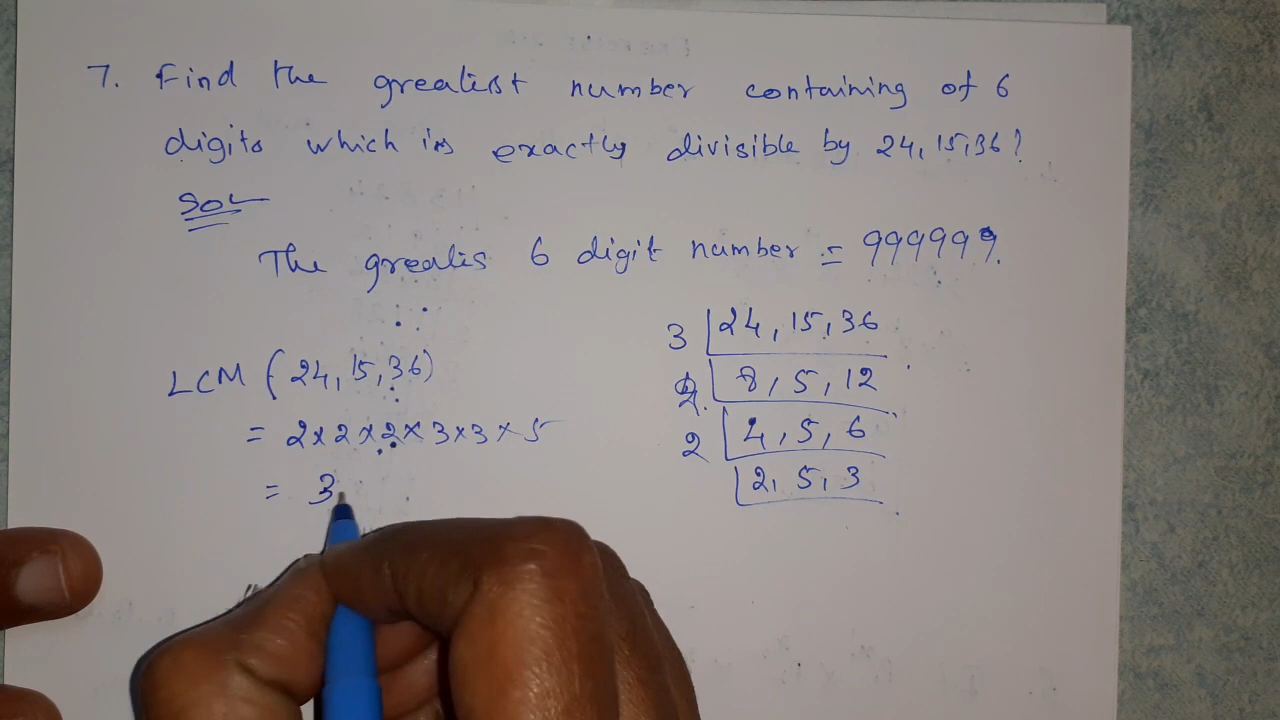 7. Find the greatest number containing of 6
digits which is exactly divisible by 24, 15, 36?
Sol
The greatis 6 digit number = 999999.
LCM (24, 15, 36)
= 2×2×2×3×3×5
= 3
3 24, 15, 36
2. 8, 5, 12
2 4, 5, 6
2, 5, 3